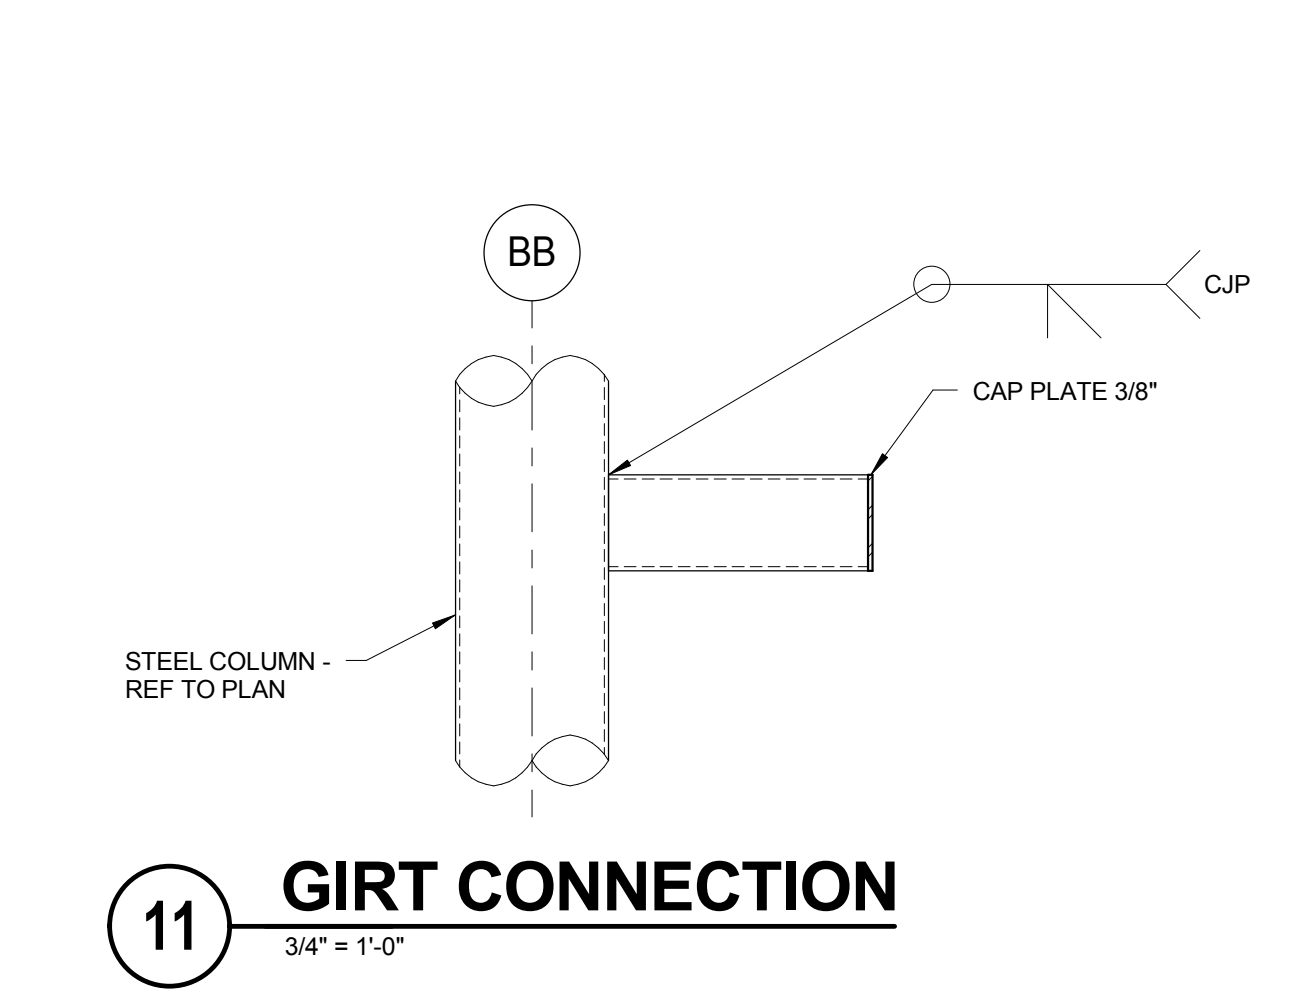 BB
CJP
CAP PLATE 3/8"
STEEL COLUMN -
REF TO PLAN
11
GIRT CONNECTION
3/4" = 1'-0"